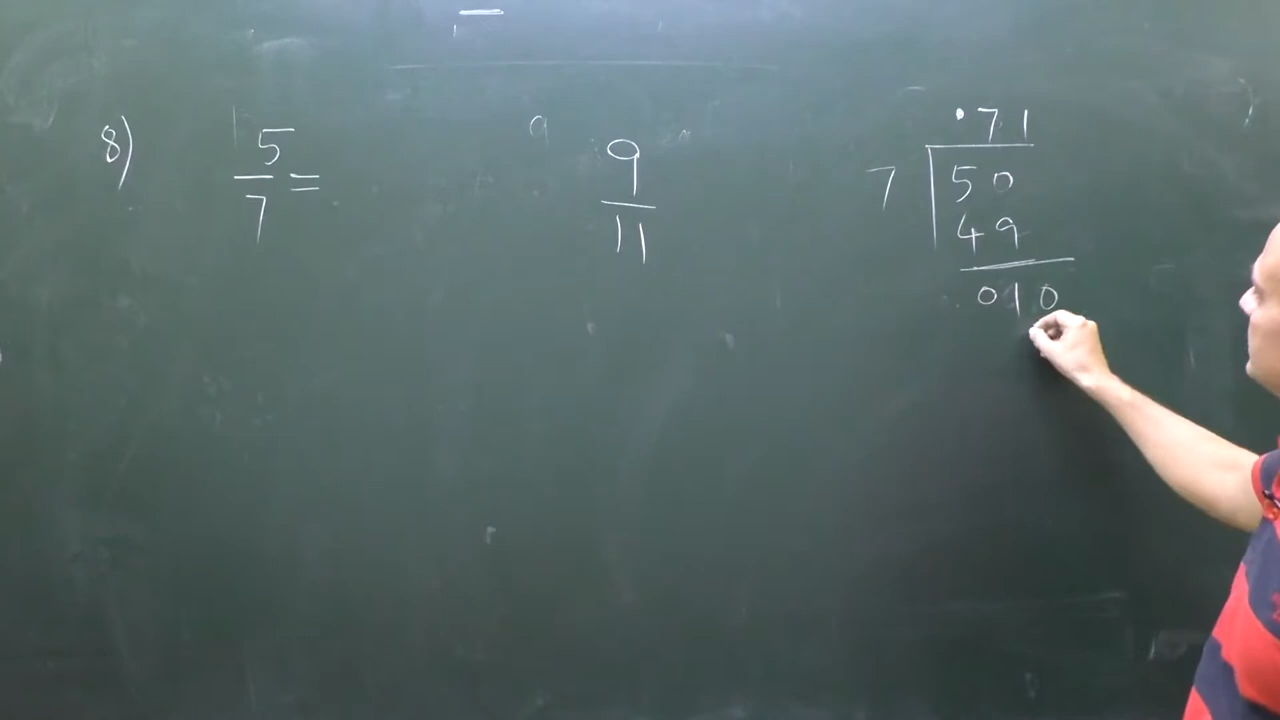 8) 5/7 = 9/11
.71
7 50
49
010